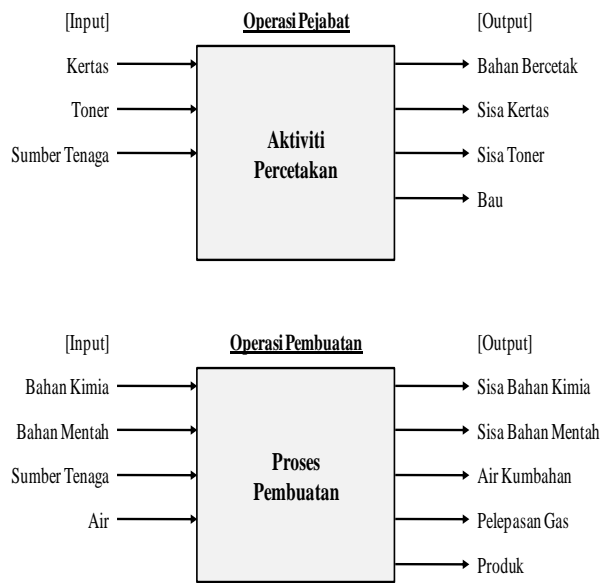 [Input] Operasi Pejabat [Output]
Kertas Bahan Bercetak
Toner Sisa Kertas
Aktiviti
Percetakan
Sumber Tenaga Sisa Toner
Bau
[Input] Operasi Pembuatan [Output]
Bahan Kimia Sisa Bahan Kimia
Bahan Mentah Sisa Bahan Mentah
Proses
Pembuatan
Sumber Tenaga Air Kumbahan
Air Pelepasan Gas
Produk